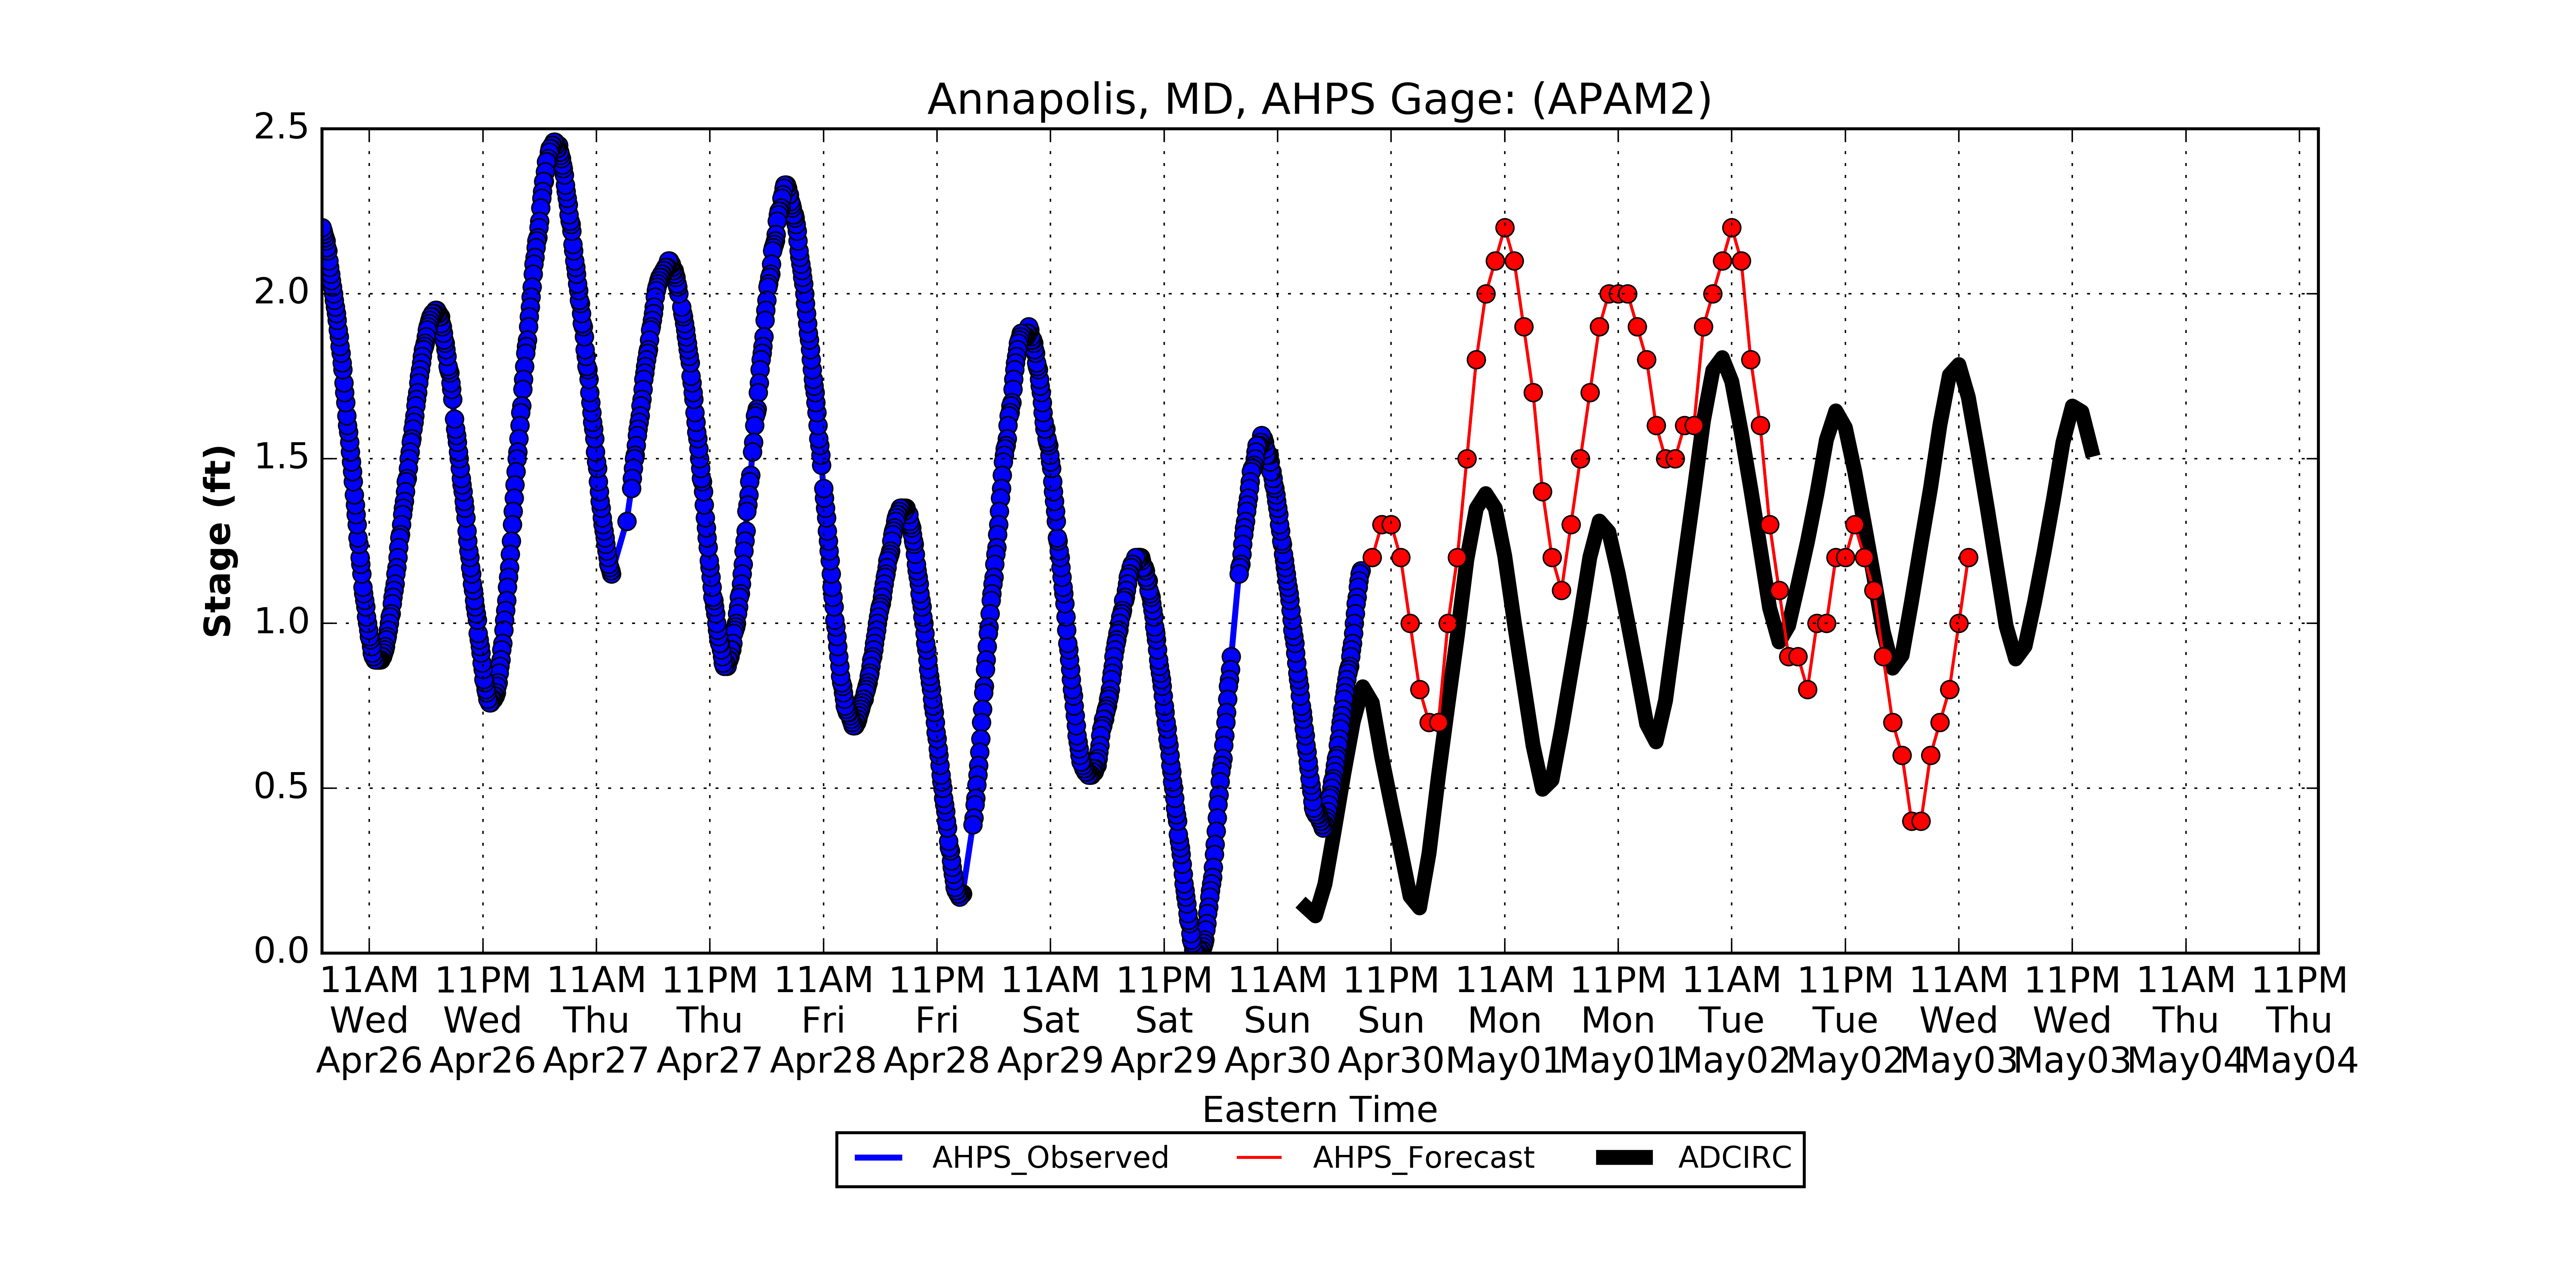 Annapolis, MD, AHPS Gage: (APAM2)
Stage (ft)
2.5
2.0
1.5
1.0
0.5
0.0
11AM 11PM 11AM 11PM 11AM 11PM 11AM 11PM 11AM 11PM 11AM 11PM 11AM 11PM 11AM 11PM 11AM 11PM
Wed Wed Thu Thu Fri Fri Sat Sat Sun Sun Mon Mon Tue Tue Wed Wed Thu Thu
Apr26 Apr26 Apr27 Apr27 Apr28 Apr28 Apr29 Apr29 Apr30 Apr30 May01 May01 May02 May02 May03 May03 May04 May04
Eastern Time
AHPS_Observed AHPS_Forecast ADCIRC